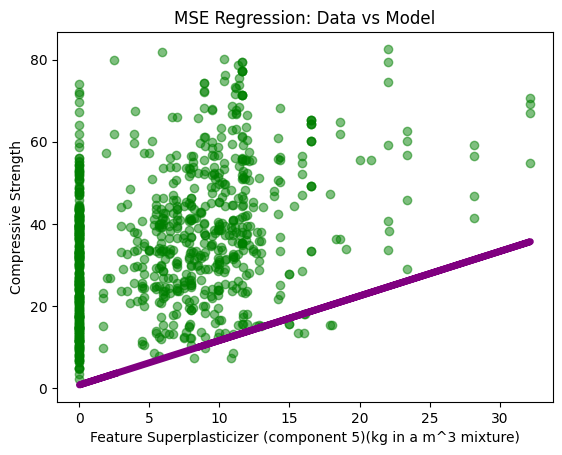 MSE Regression: Data vs Model
Compressive Strength
80
60
40
20
0
0 5 10 15 20 25 30
Feature Superplasticizer (component 5)(kg in a m^3 mixture)